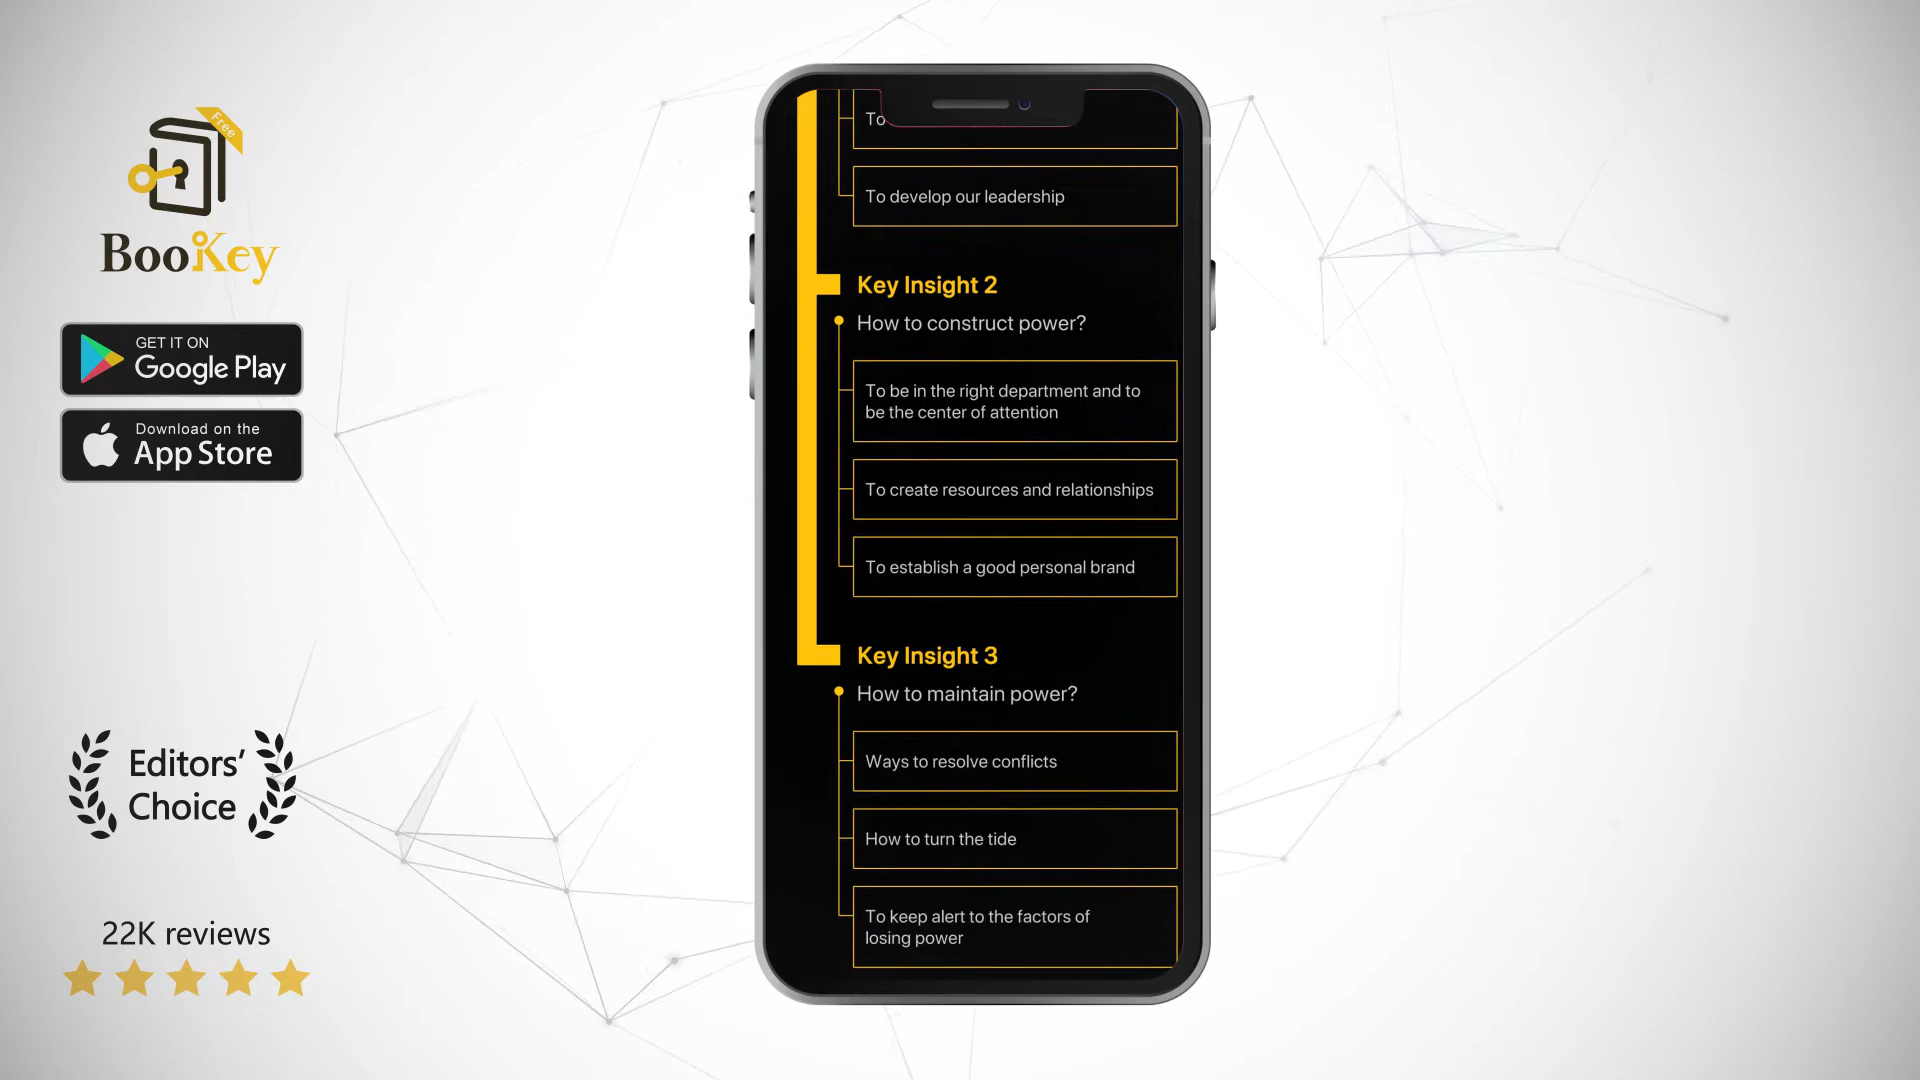 Free
BooKey
GET IT ON
Google Play
Download on the
App Store
Editors’
Choice
22K reviews
To
To develop our leadership
Key Insight 2
How to construct power?
To be in the right department and to
be the center of attention
To create resources and relationships
To establish a good personal brand
Key Insight 3
How to maintain power?
Ways to resolve conflicts
How to turn the tide
To keep alert to the factors of
losing power